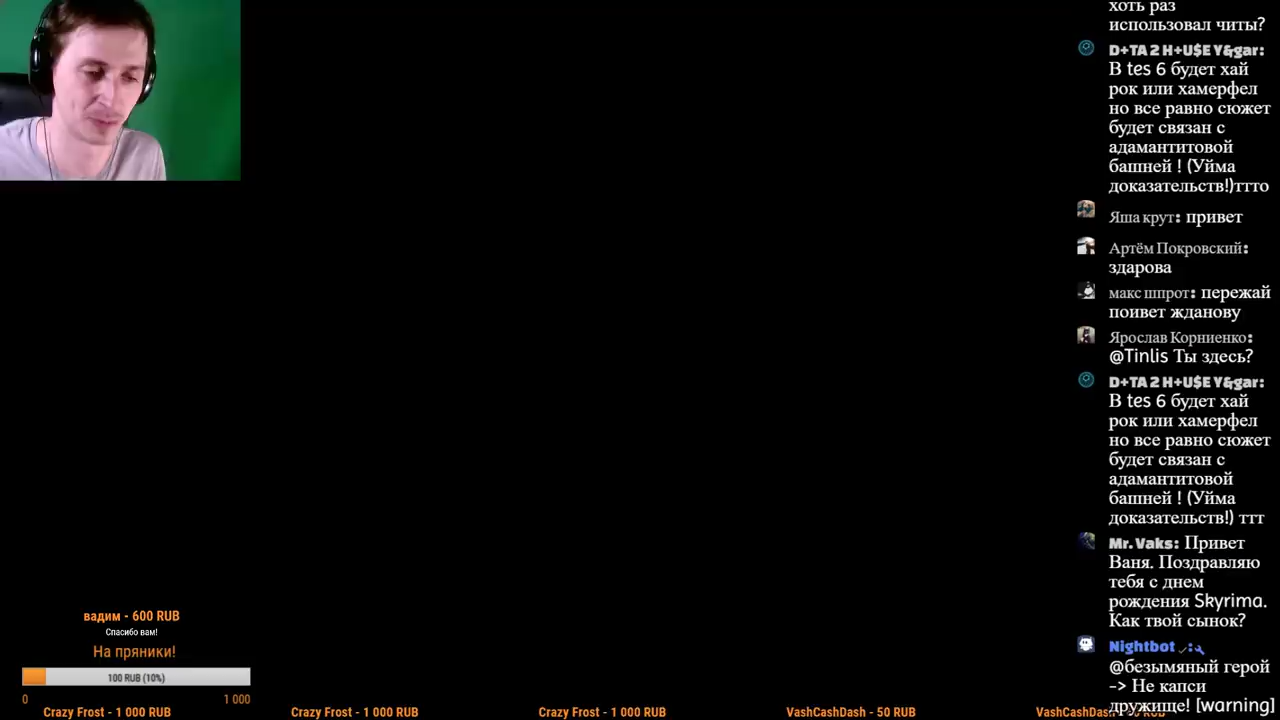 хоть раз
использовал читы?
D+TA 2 H+U$E Y&gar:
В tes 6 будет хай
рок или хамерфел
но все равно сюжет
будет связан с
адамантитовой
башней ! (Уйма
доказательств!)ттто
Яша крут: привет
Артём Покровский:
здарова
макс шпрот: пережай
поивет жданову
Ярослав Корниенко:
@Tinlis Ты здесь?
D+TA 2 H+U$E Y&gar:
В tes 6 будет хай
рок или хамерфел
но все равно сюжет
будет связан с
адамантитовой
башней ! (Уйма
доказательств!) ттт
Mr. Vaks: Привет
Ваня. Поздравляю
тебя с днем
рождения Skyrima.
Как твой сынок?
Nightbot :
@безымяный герой
-> Не капси
дружище! [warning]
вадим - 600 RUB
Спасибо вам!
На пряники!
100 RUB (10%)
0 1 000
Crazy Frost - 1 000 RUB Crazy Frost - 1 000 RUB Crazy Frost - 1 000 RUB VashCashDash - 50 RUB VashCashDash RUB